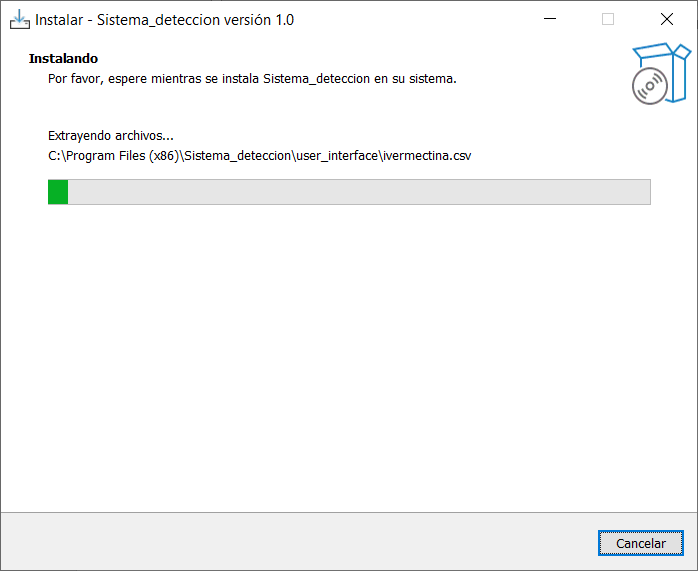 Instalar - Sistema_deteccion versión 1.0
Instalando
Por favor, espere mientras se instala Sistema_deteccion en su sistema.
Extrayendo archivos...
C:\Program Files (x86)\Sistema_deteccion\user_interface\ivermectina.csv
Cancelar